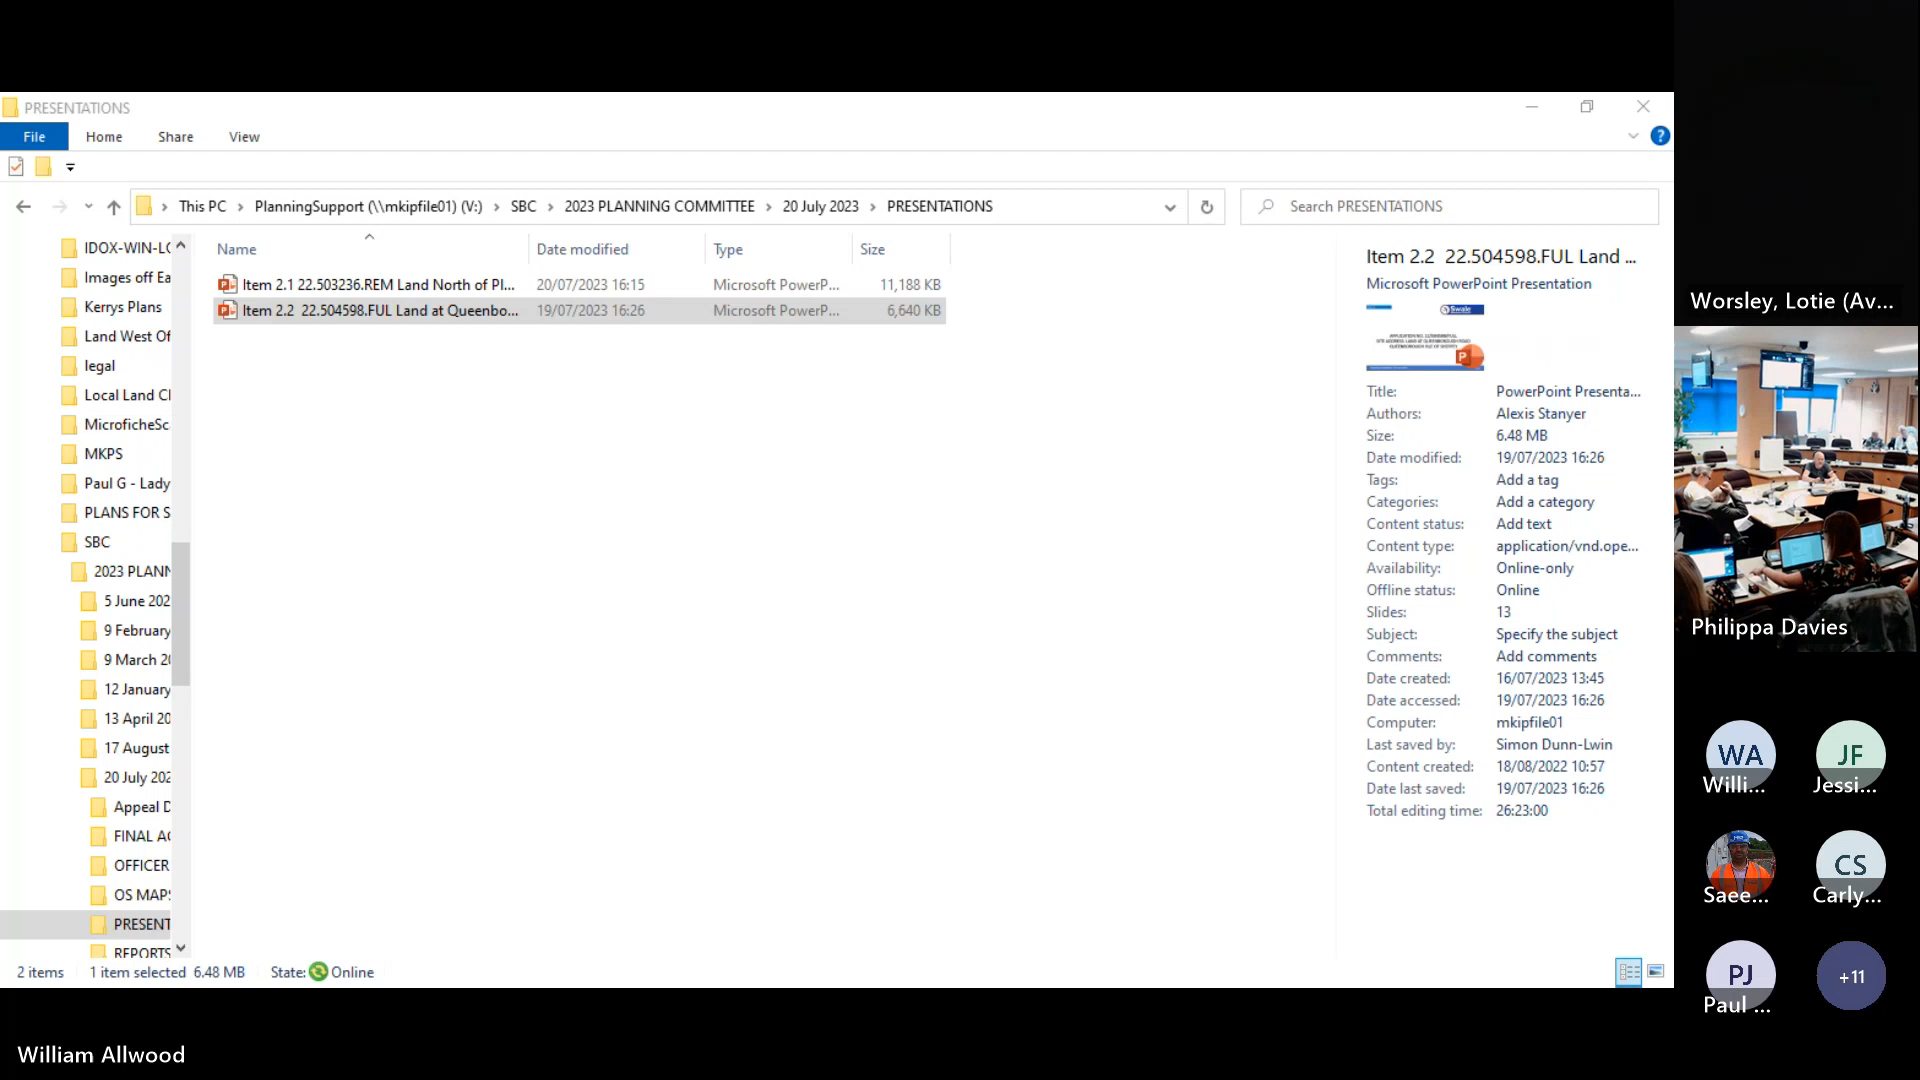 PRESENTATIONS
File Home Share View
This PC PlanningSupport (\\mkipfile01) (V:) SBC 2023 PLANNING COMMITTEE 20 July 2023 PRESENTATIONS
Search PRESENTATIONS
IDOX-WIN-LO
Images off Ea
Kerrys Plans
Land West Of
legal
Local Land Cl
MicroficheSc
MKPS
Paul G - Lady
PLANS FOR S
SBC
2023 PLANN
5 June 202
9 February
9 March 20
12 January
13 April 20
17 August
20 July 202
Appeal D
FINAL AG
OFFICER
OS MAPS
PRESENT
REPORTS
Name Date modified Type Size
Item 2.1 22.503236.REM Land North of Pl... 20/07/2023 16:15 Microsoft PowerP... 11,188 KB
Item 2.2 22.504598.FUL Land at Queenbo... 19/07/2023 16:26 Microsoft PowerP... 6,640 KB
Item 2.2 22.504598.FUL Land ...
Microsoft PowerPoint Presentation
Swale
Title: PowerPoint Presenta...
Authors: Alexis Stanyer
Size: 6.48 MB
Date modified: 19/07/2023 16:26
Tags: Add a tag
Categories: Add a category
Content status: Add text
Content type: application/vnd.ope...
Availability: Online-only
Offline status: Online
Slides: 13
Subject: Specify the subject
Comments: Add comments
Date created: 16/07/2023 13:45
Date accessed: 19/07/2023 16:26
Computer: mkipfile01
Last saved by: Simon Dunn-Lwin
Content created: 18/08/2022 10:57
Date last saved: 19/07/2023 16:26
Total editing time: 26:23:00
2 items 1 item selected 6.48 MB State: Online
Worsley, Lotie (Av...
Philippa Davies
WA
Willi...
JF
Jessi...
Saee...
CS
Carly...
PJ
Paul ...
+11
William Allwood